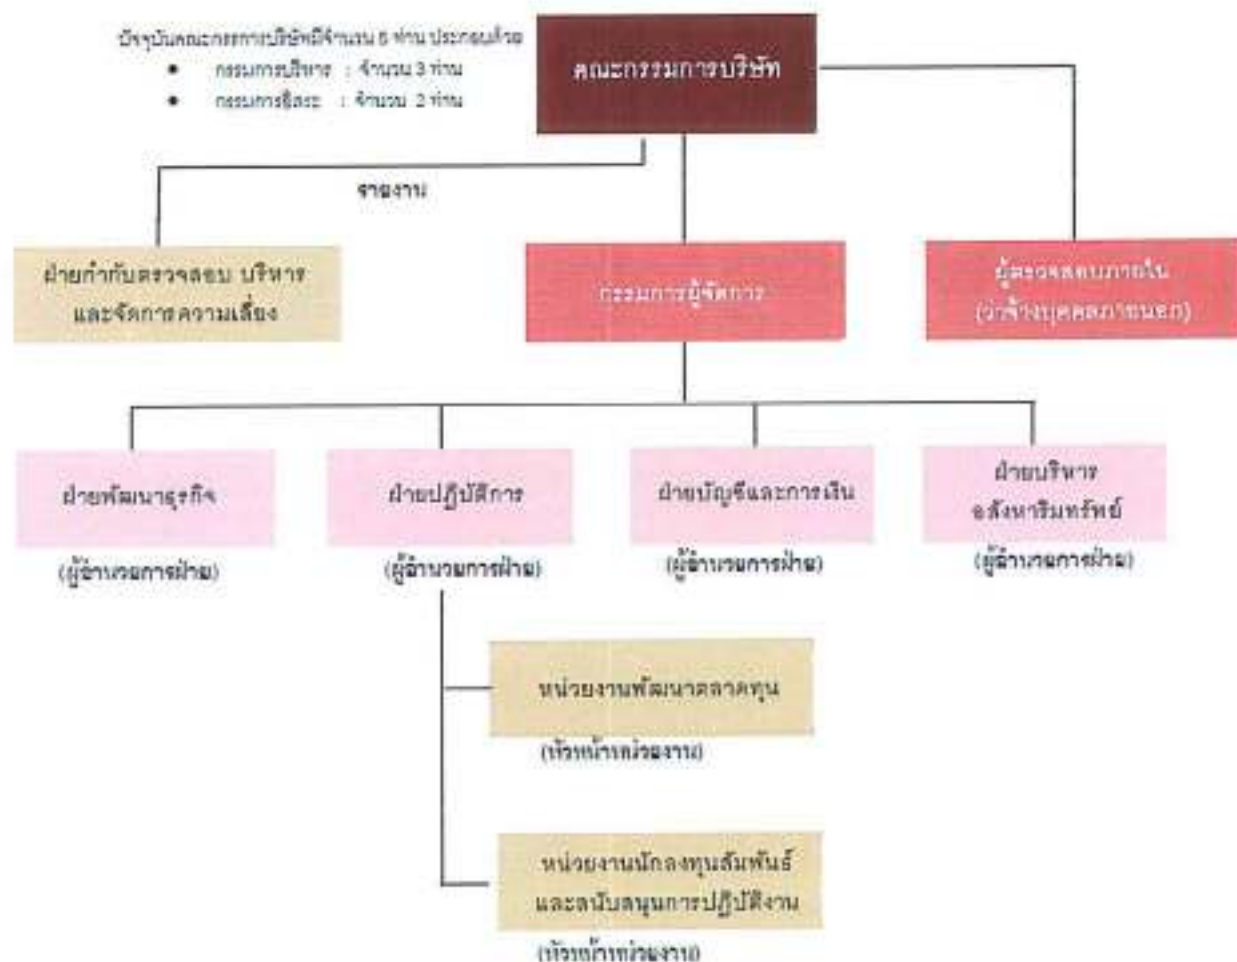 ปัจจุบันคณะกรรมการบริษัทมีจำนวน 5 ท่าน ประกอบด้วย
• กรรมการบริหาร : จำนวน 3 ท่าน
• กรรมการอิสระ : จำนวน 2 ท่าน
คณะกรรมการบริษัท
รายงาน
ฝ่ายกำกับตรวจสอบ บริหาร
และจัดการความเสี่ยง
กรรมการผู้จัดการ
ผู้ตรวจสอบภายใน
(ว่าจ้างบุคคลภายนอก)
ฝ่ายพัฒนาธุรกิจ
ฝ่ายปฏิบัติการ
ฝ่ายบัญชีและการเงิน
ฝ่ายบริหาร
อสังหาริมทรัพย์
(ผู้อำนวยการฝ่าย)
(ผู้อำนวยการฝ่าย)
(ผู้อำนวยการฝ่าย)
(ผู้อำนวยการฝ่าย)
หน่วยงานพัฒนาตลาดทุน
(หัวหน้าหน่วยงาน)
หน่วยงานนักลงทุนสัมพันธ์
และสนับสนุนการปฏิบัติงาน
(หัวหน้าหน่วยงาน)